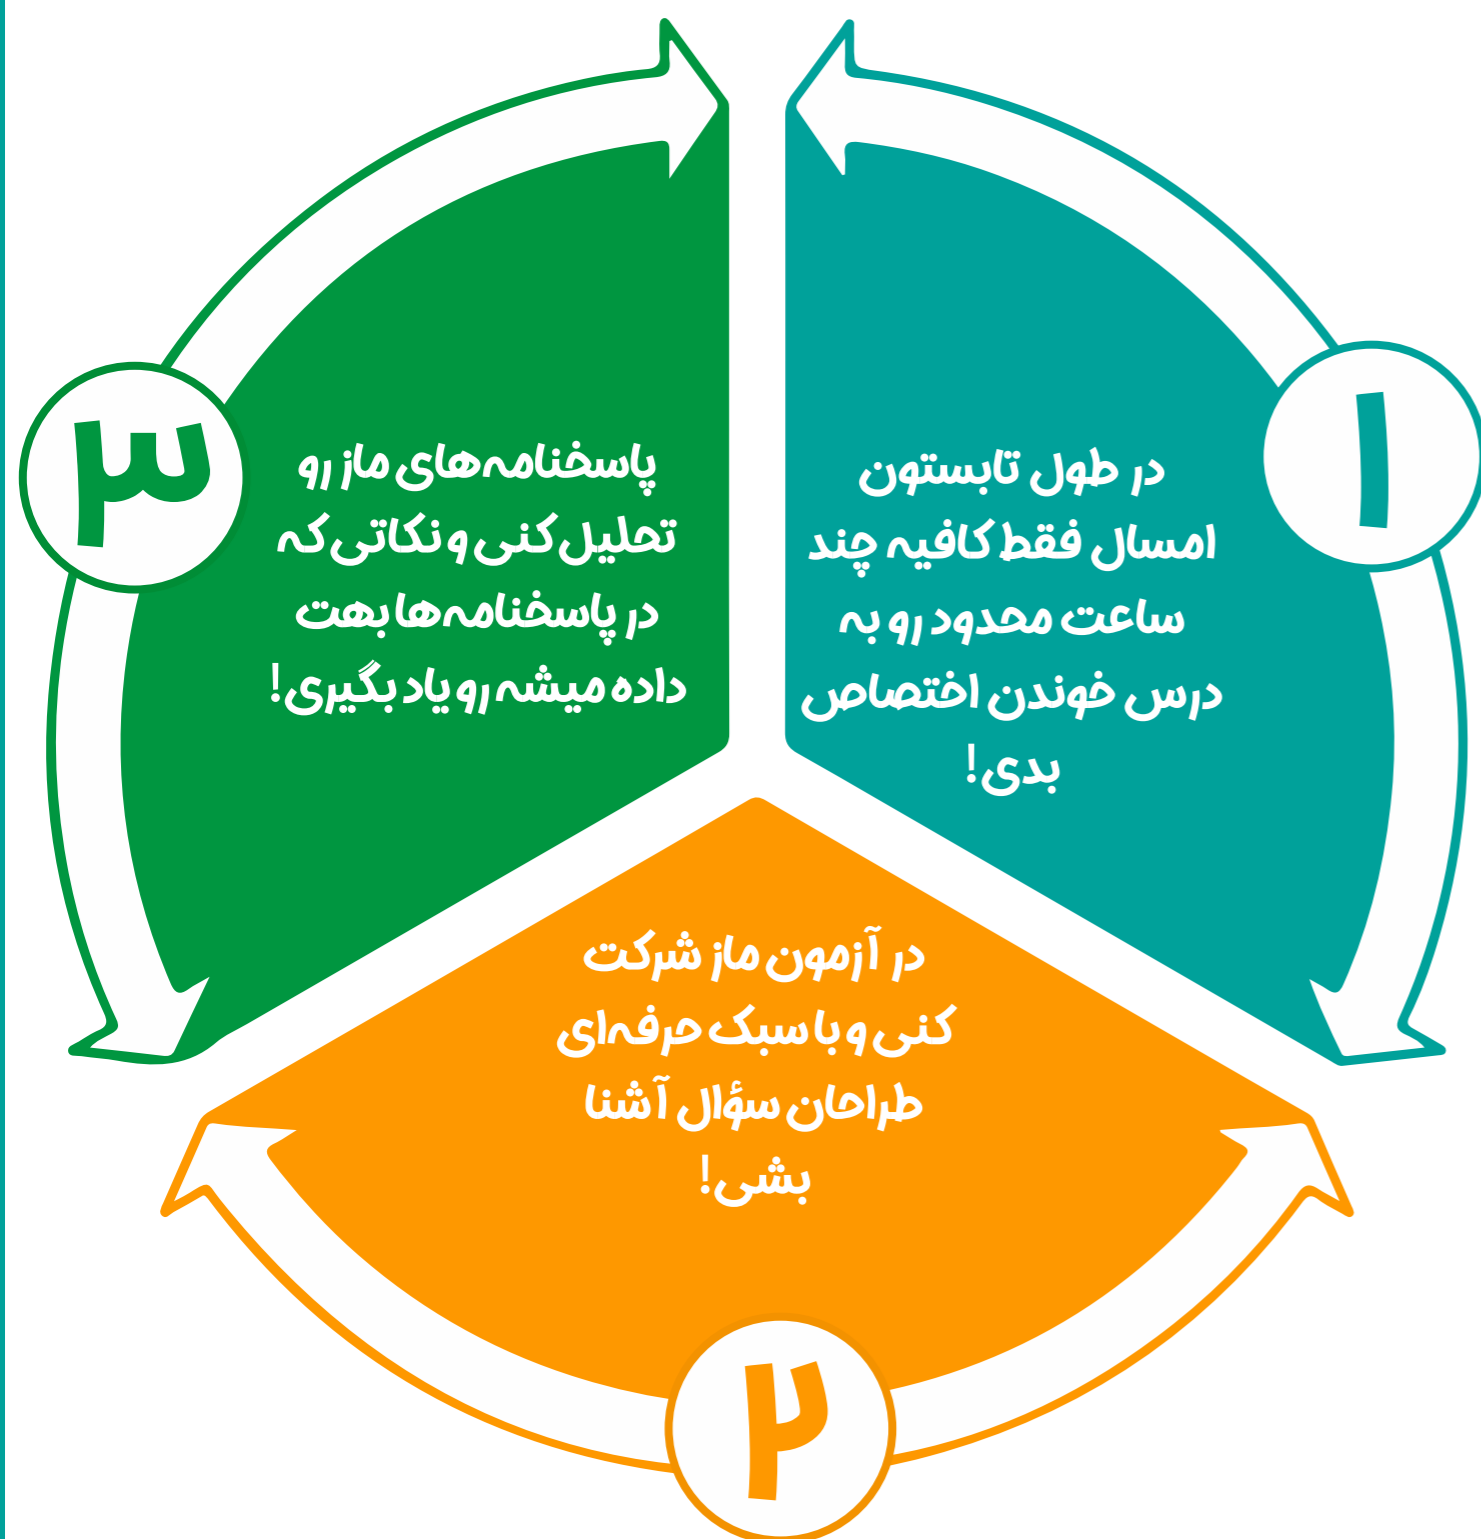 ۱
در طول تابستون
امسال فقط کافیه چند
ساعت محدود رو به
درس خوندن اختصاص
بدی!
۲
در آزمون ماز شرکت
کنی و با سبک حرفه‌ای
طراحان سؤال آشنا
بشی!
۳
پاسخنامه‌های ماز رو
تحلیل کنی و نکاتی که
در پاسخنامه‌ها بهت
داده میشه رو یاد بگیری!